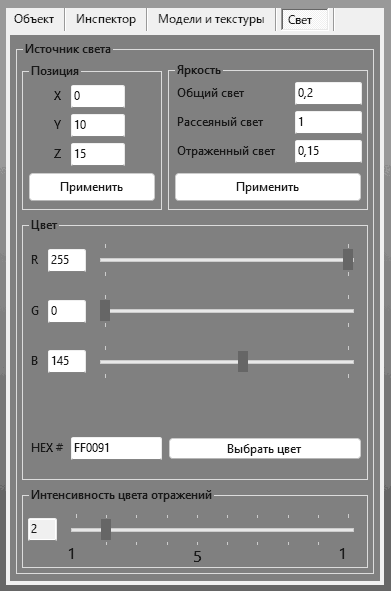 Объект Инспектор Модели и текстуры Свет
Источник света
Позиция
X 0
Y 10
Z 15
Применить
Яркость
Общий свет 0,2
Рассеяный свет 1
Отраженный свет 0,15
Применить
Цвет
R 255
G 0
B 145
HEX # FF0091 Выбрать цвет
Интенсивность цвета отражений
2
1 5 1